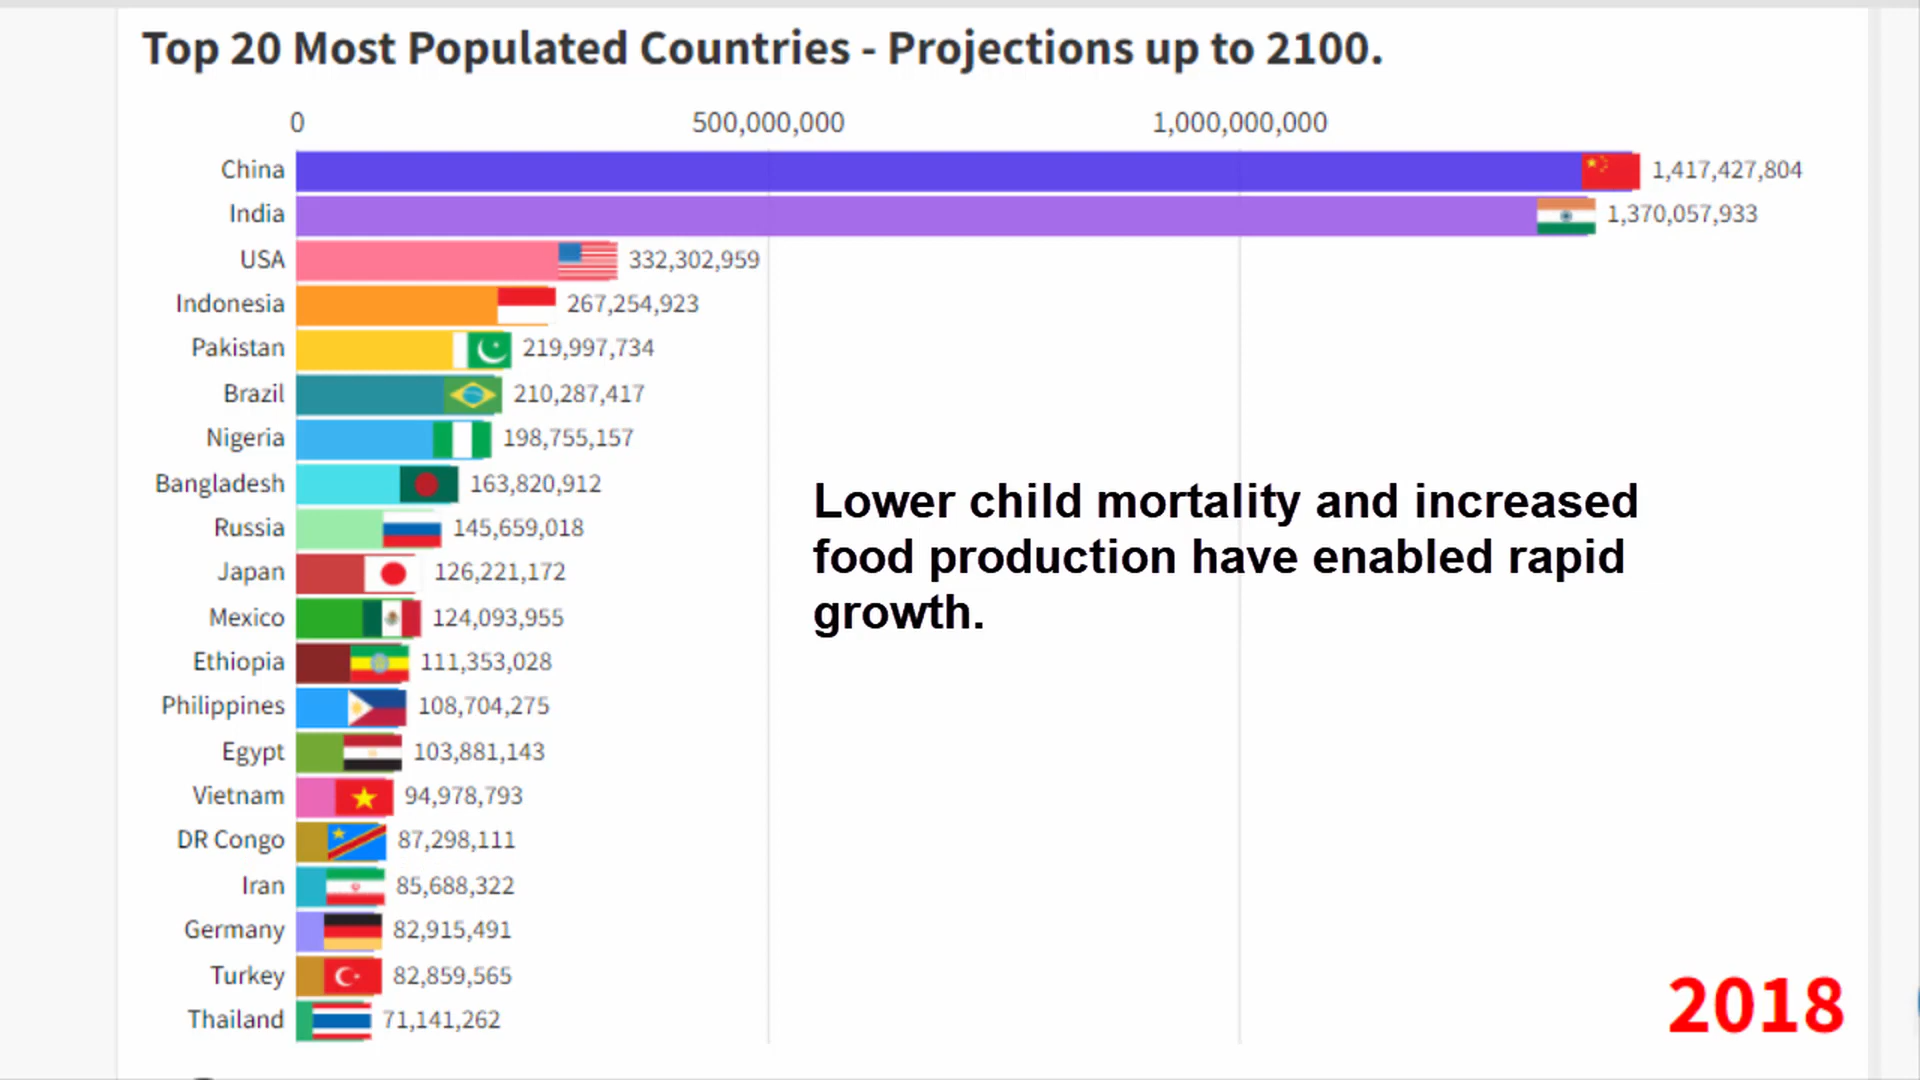 Top 20 Most Populated Countries - Projections up to 2100.
0 500,000,000 1,000,000,000
China 1,417,427,804
India 1,370,057,933
USA 332,302,959
Indonesia 267,254,923
Pakistan 219,997,734
Brazil 210,287,417
Nigeria 198,755,157
Bangladesh 163,820,912
Russia 145,659,018
Japan 126,221,172
Mexico 124,093,955
Ethiopia 111,353,028
Philippines 108,704,275
Egypt 103,881,143
Vietnam 94,978,793
DR Congo 87,298,111
Iran 85,688,322
Germany 82,915,491
Turkey 82,859,565
Thailand 71,141,262
Lower child mortality and increased
food production have enabled rapid
growth.
2018